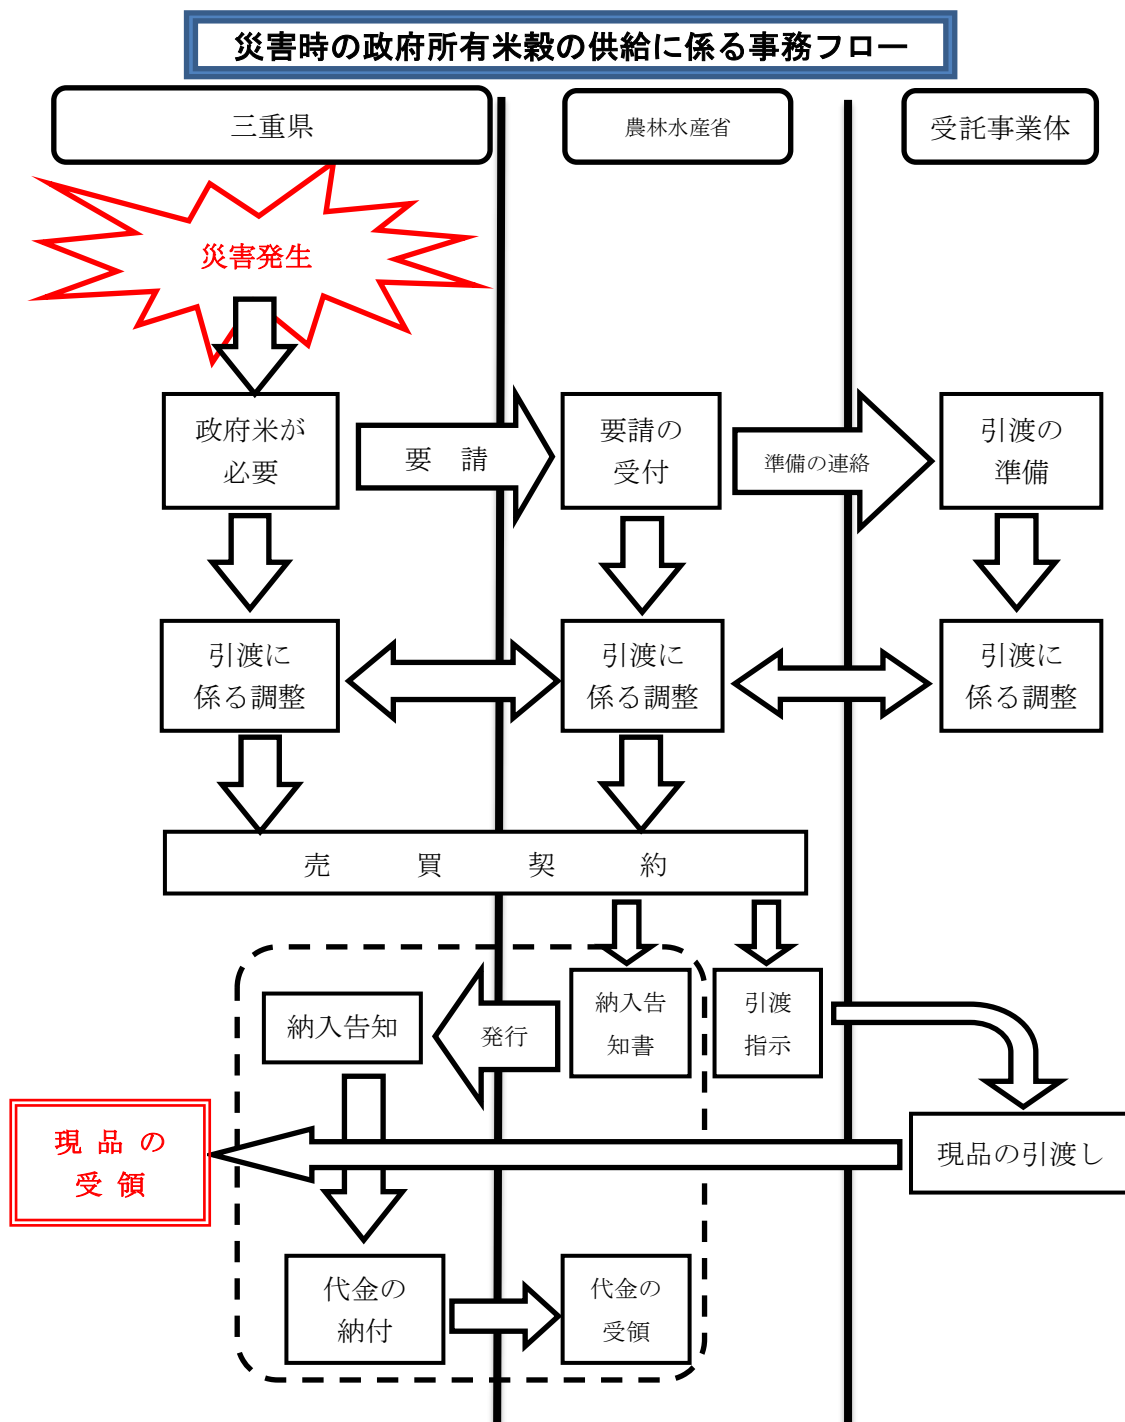 災害時の政府所有米穀の供給に係る事務フロー
三重県
農林水産省
受託事業体
災害発生
政府米が
必要
要　請
要請の
受付
準備の連絡
引渡の
準備
引渡に
係る調整
引渡に
係る調整
引渡に
係る調整
売　買　契　約
納入告知
発行
納入告
知書
引渡
指示
現 品 の
受 領
現品の引渡し
代金の
納付
代金の
受領